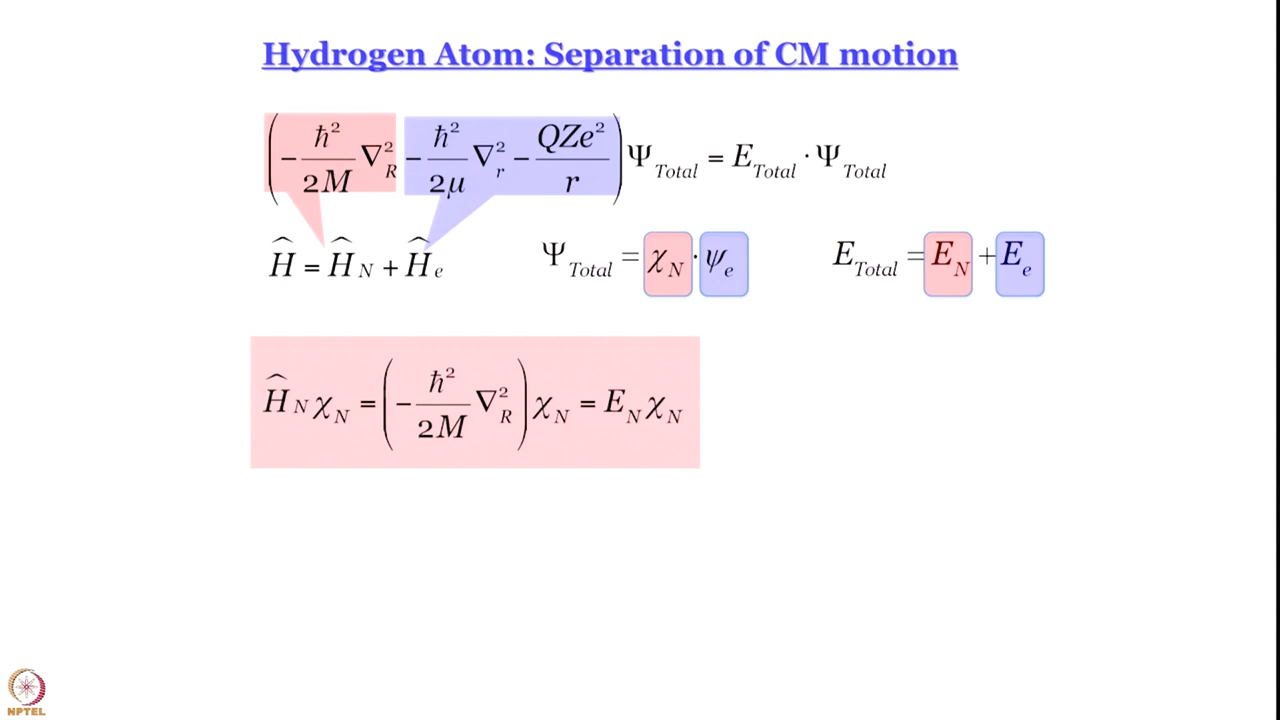 Hydrogen Atom: Separation of CM motion
(-ħ²/2M ∇²_R - ħ²/2μ ∇²_r - QZe²/r) Ψ_Total = E_Total · Ψ_Total
Ĥ = Ĥ_N + Ĥ_e Ψ_Total = χ_N · ψ_e E_Total = E_N + E_e
Ĥ_N χ_N = (-ħ²/2M ∇²_R) χ_N = E_N χ_N
NPTEL